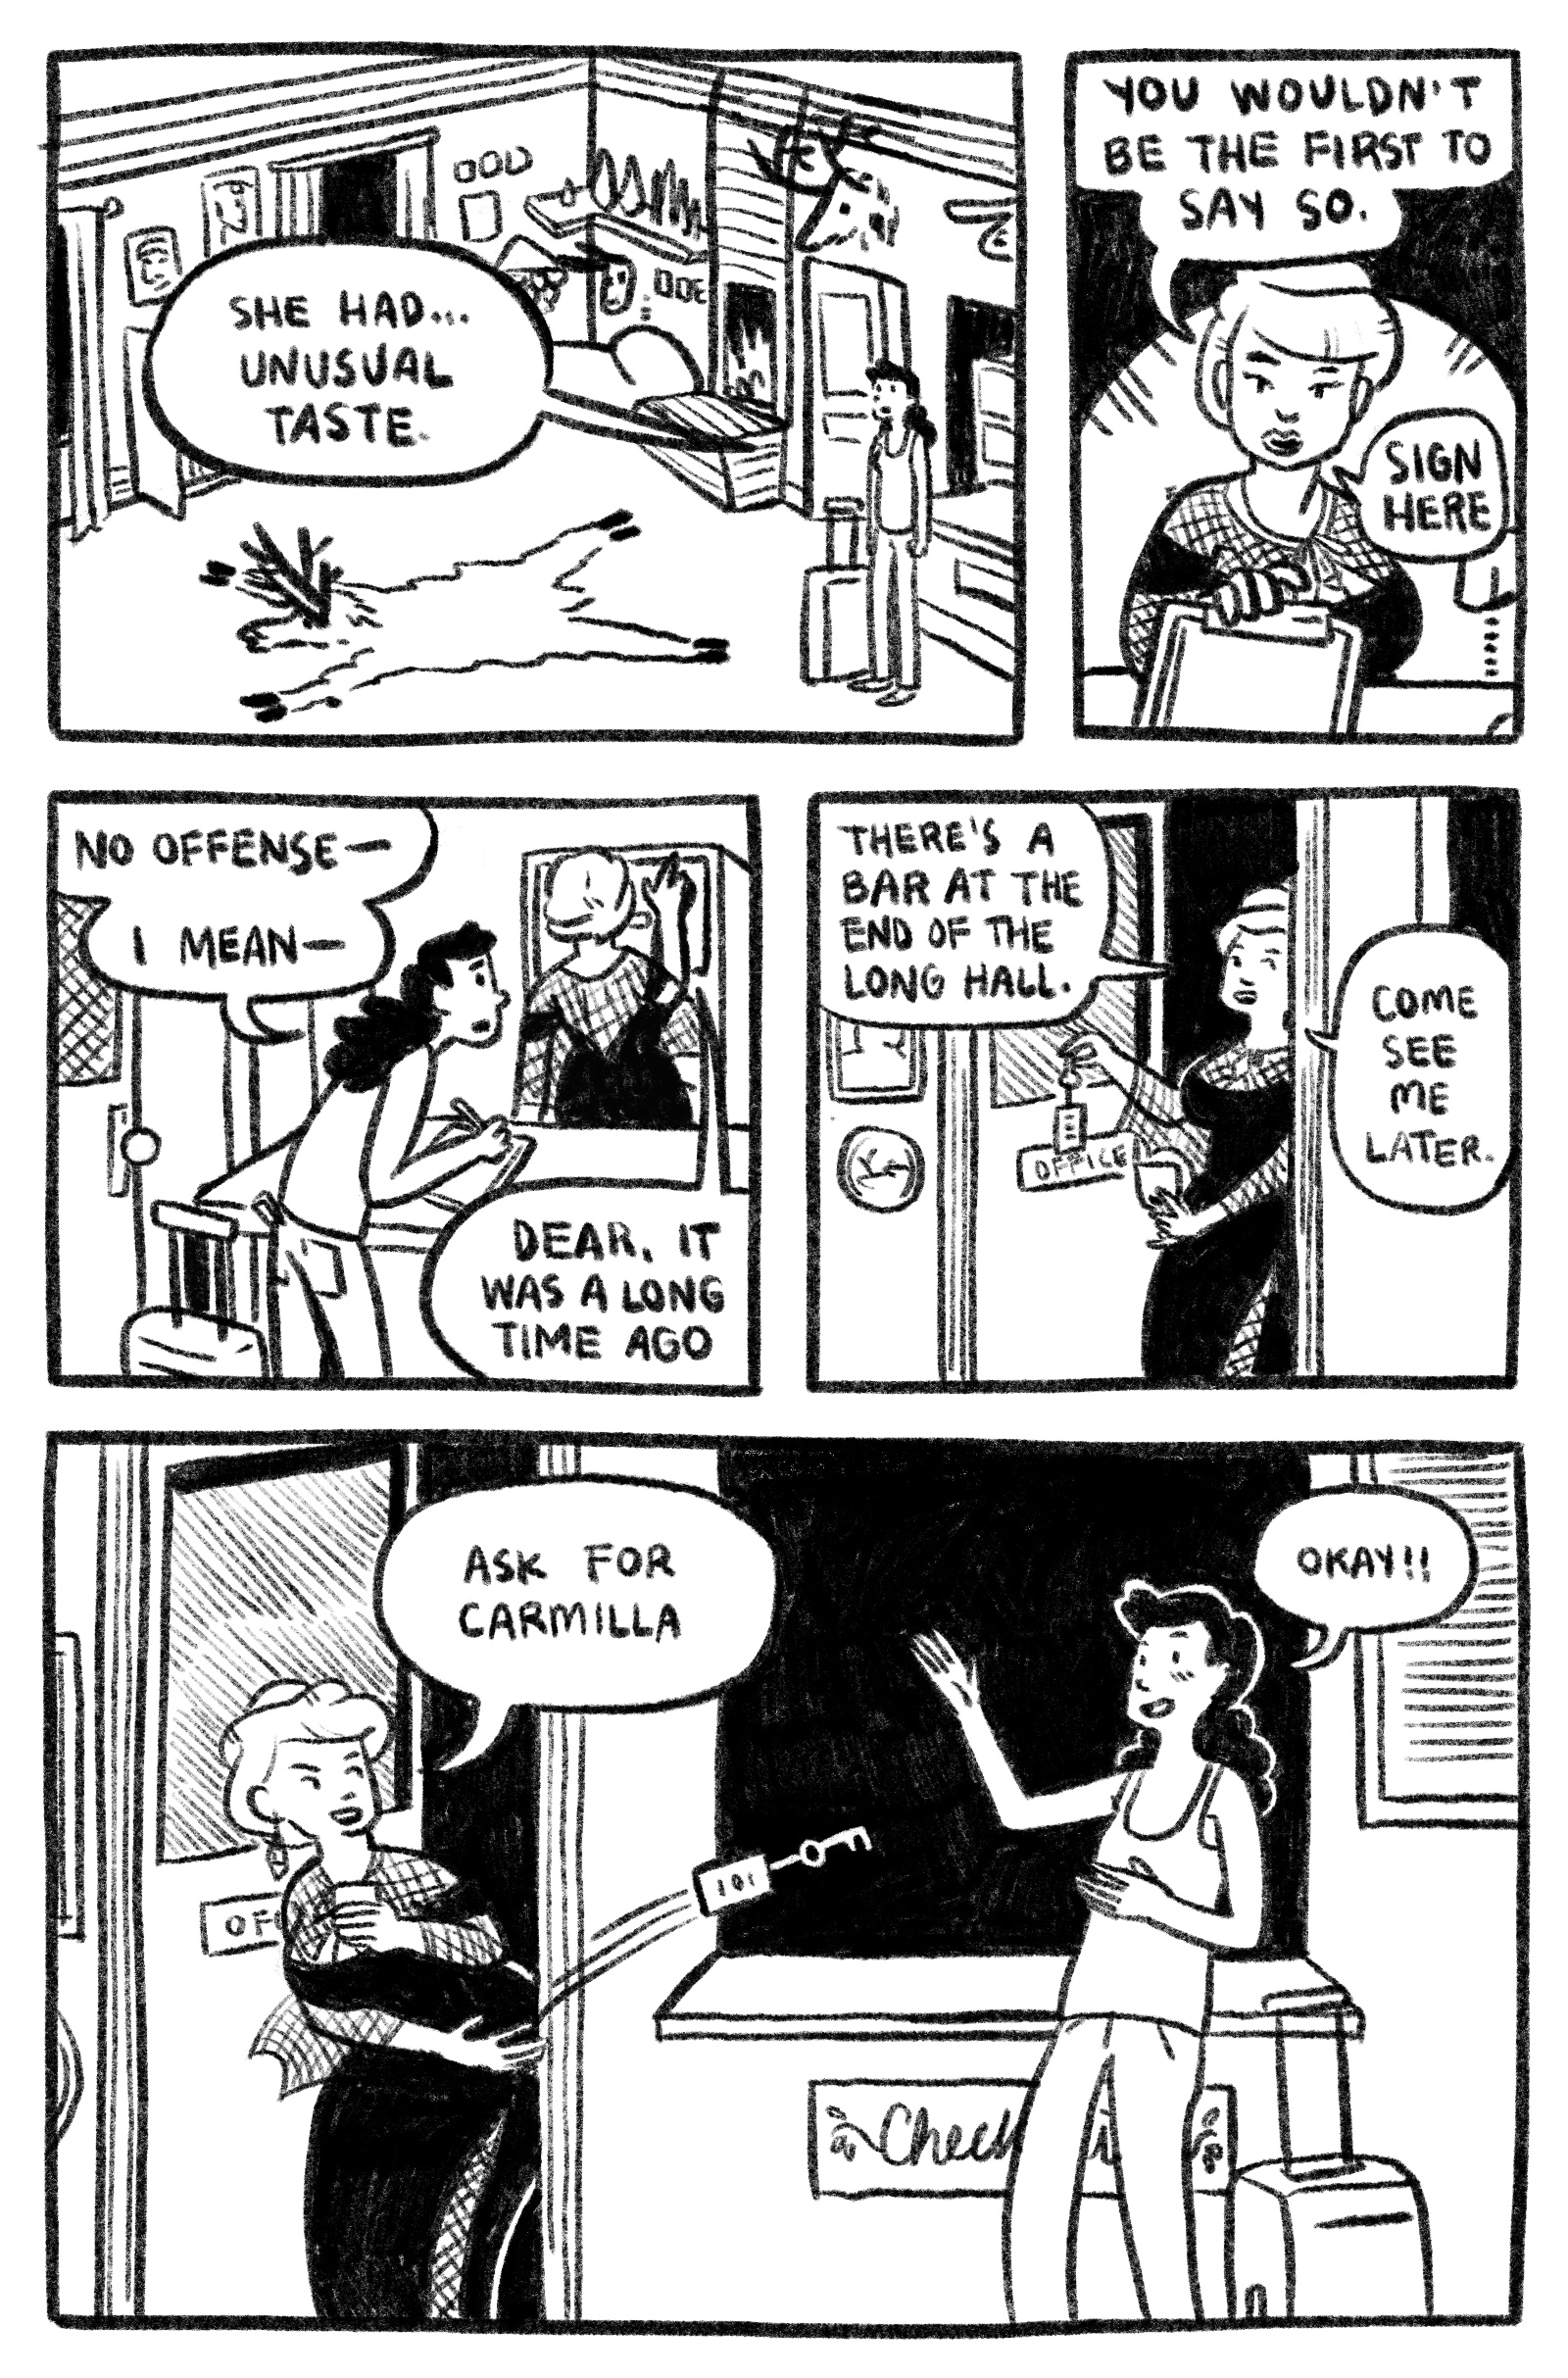 SHE HAD...
UNUSUAL
TASTE.
YOU WOULDN'T
BE THE FIRST TO
SAY SO.
SIGN
HERE
NO OFFENSE—
I MEAN—
DEAR, IT
WAS A LONG
TIME AGO
THERE'S A
BAR AT THE
END OF THE
LONG HALL.
COME
SEE
ME
LATER.
OFFICE
ASK FOR
CARMILLA
OKAY!!
101
OF
Check